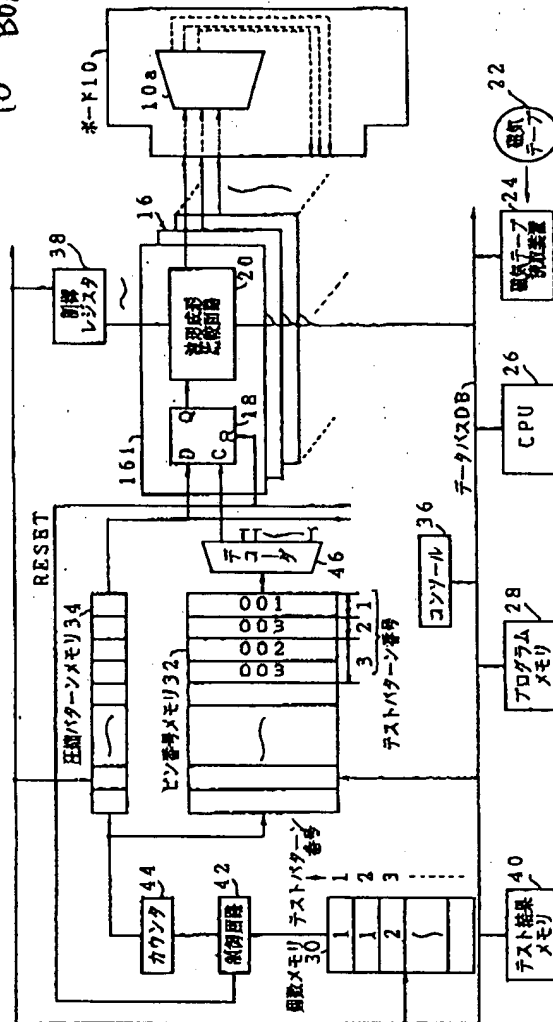 ボード10
10a
16
38
制御
レジスタ
161
20
波形成形
比較回路
D
Q
C
R
18
RESET
圧縮パターンメモリ34
デコーダ
46
ピン番号メモリ32
001
003
002
003
1
2
3
テストパターン番号
44
カウンタ
42
制御回路
個数メモリ
30
テストパターン
番号
1
1
2
1
2
3
22
磁気
テープ
24
磁気テープ
読取装置
26
CPU
データバスDB
36
コンソール
28
プログラム
メモリ
40
テスト結果
メモリ